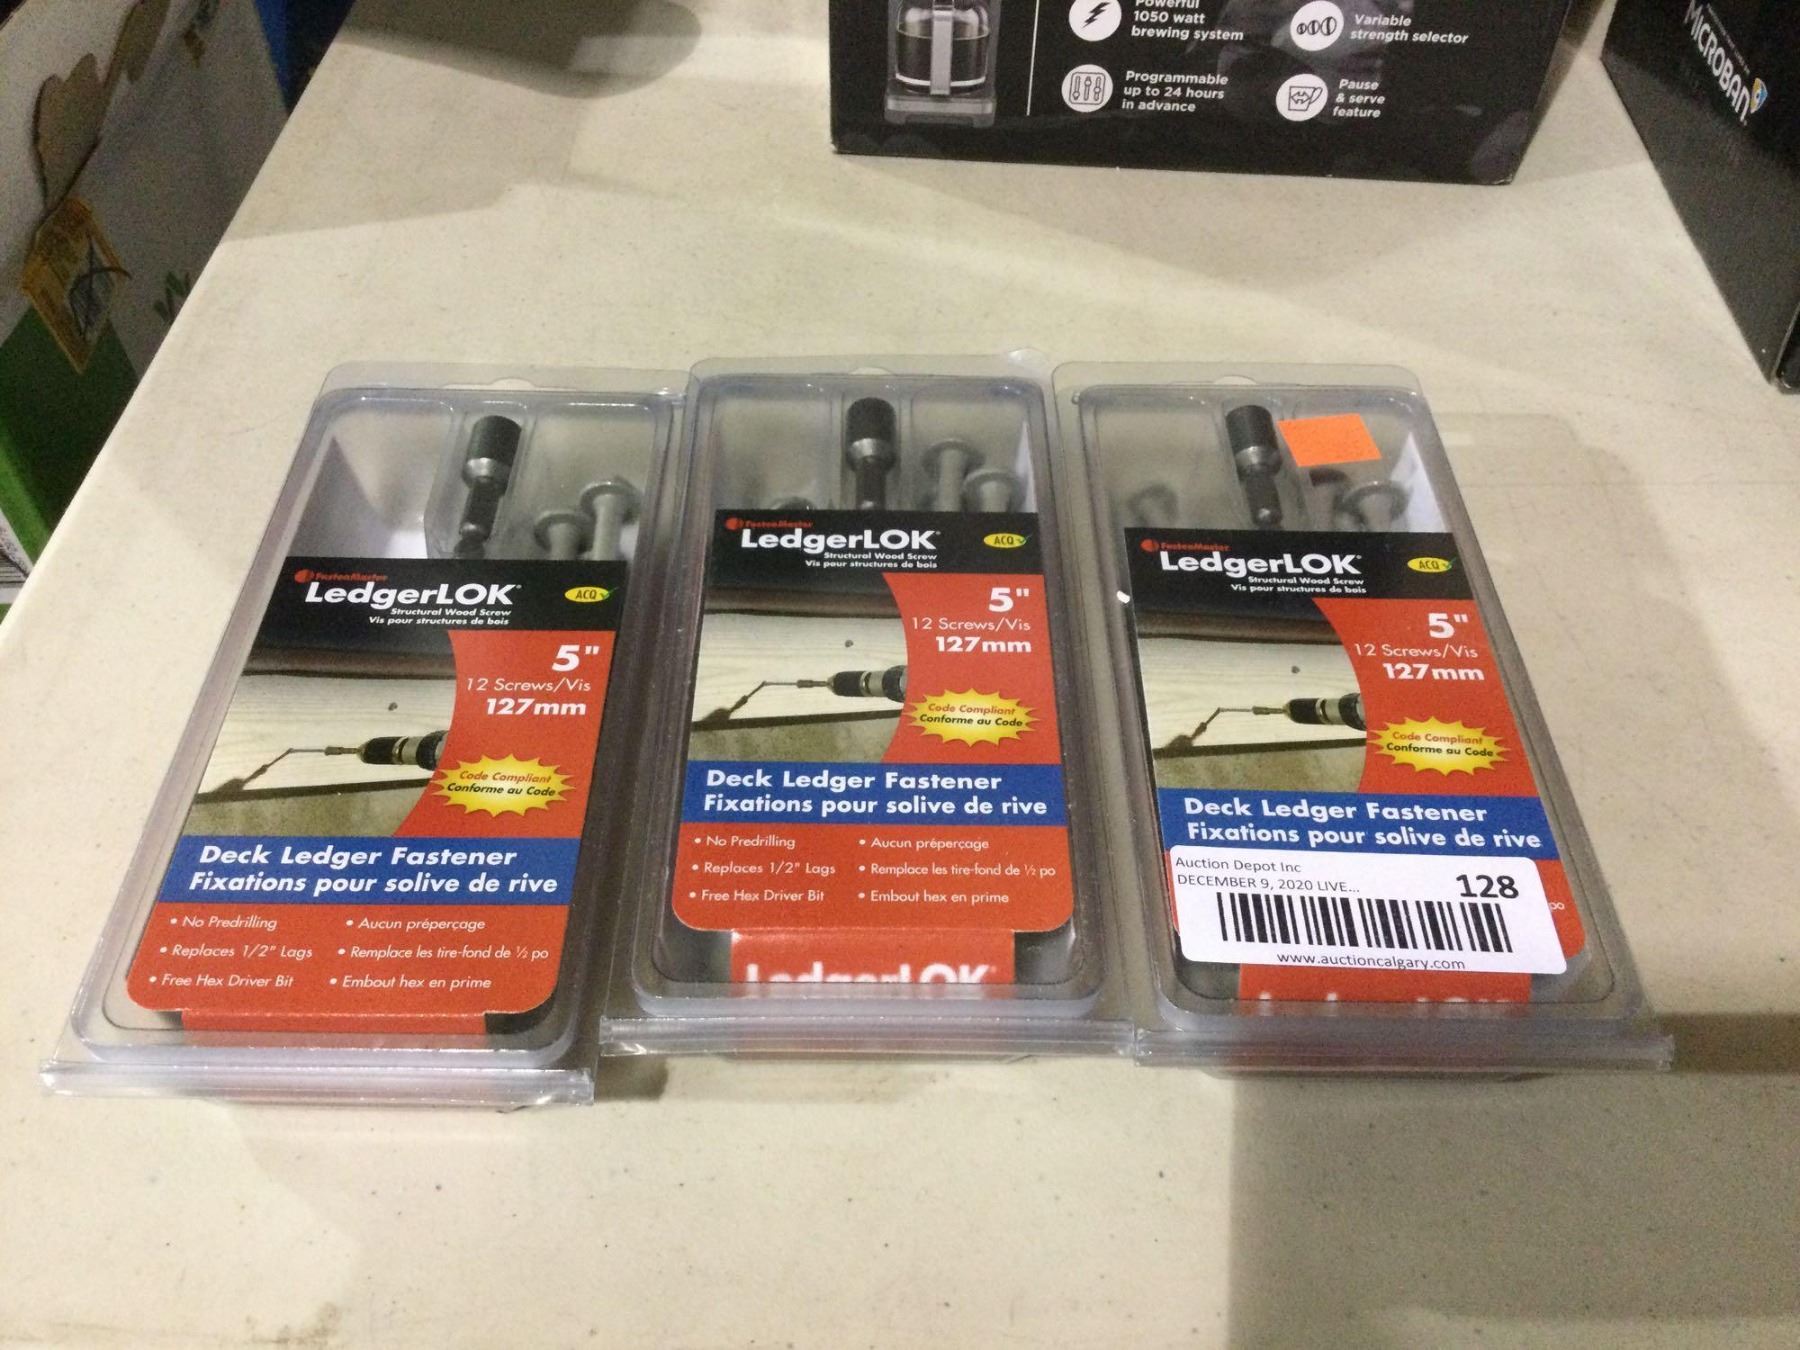 Powerful
1050 watt
brewing system
Variable
strength selector
Programmable
up to 24 hours
in advance
Pause
& serve
feature
MICROBAN
FastenMaster
LedgerLOK
ACQ
Structural Wood Screw
Vis pour structures de bois
5"
12 Screws/Vis
127mm
Code Compliant
Conforme au Code
Deck Ledger Fastener
Fixations pour solive de rive
• No Predrilling
• Aucun préperçage
• Replaces 1/2" Lags
• Remplace les tire-fond de ½ po
• Free Hex Driver Bit
• Embout hex en prime
FastenMaster
LedgerLOK
ACQ
Structural Wood Screw
Vis pour structures de bois
5"
12 Screws/Vis
127mm
Code Compliant
Conforme au Code
Deck Ledger Fastener
Fixations pour solive de rive
• No Predrilling
• Aucun préperçage
• Replaces 1/2" Lags
• Remplace les tire-fond de ½ po
• Free Hex Driver Bit
• Embout hex en prime
LedgerLOK
FastenMaster
LedgerLOK
ACQ
Structural Wood Screw
Vis pour structures de bois
5"
12 Screws/Vis
127mm
Code Compliant
Conforme au Code
Deck Ledger Fastener
Fixations pour solive de rive
Auction Depot Inc
DECEMBER 9, 2020 LIVE...
128
www.auctioncalgary.com
po